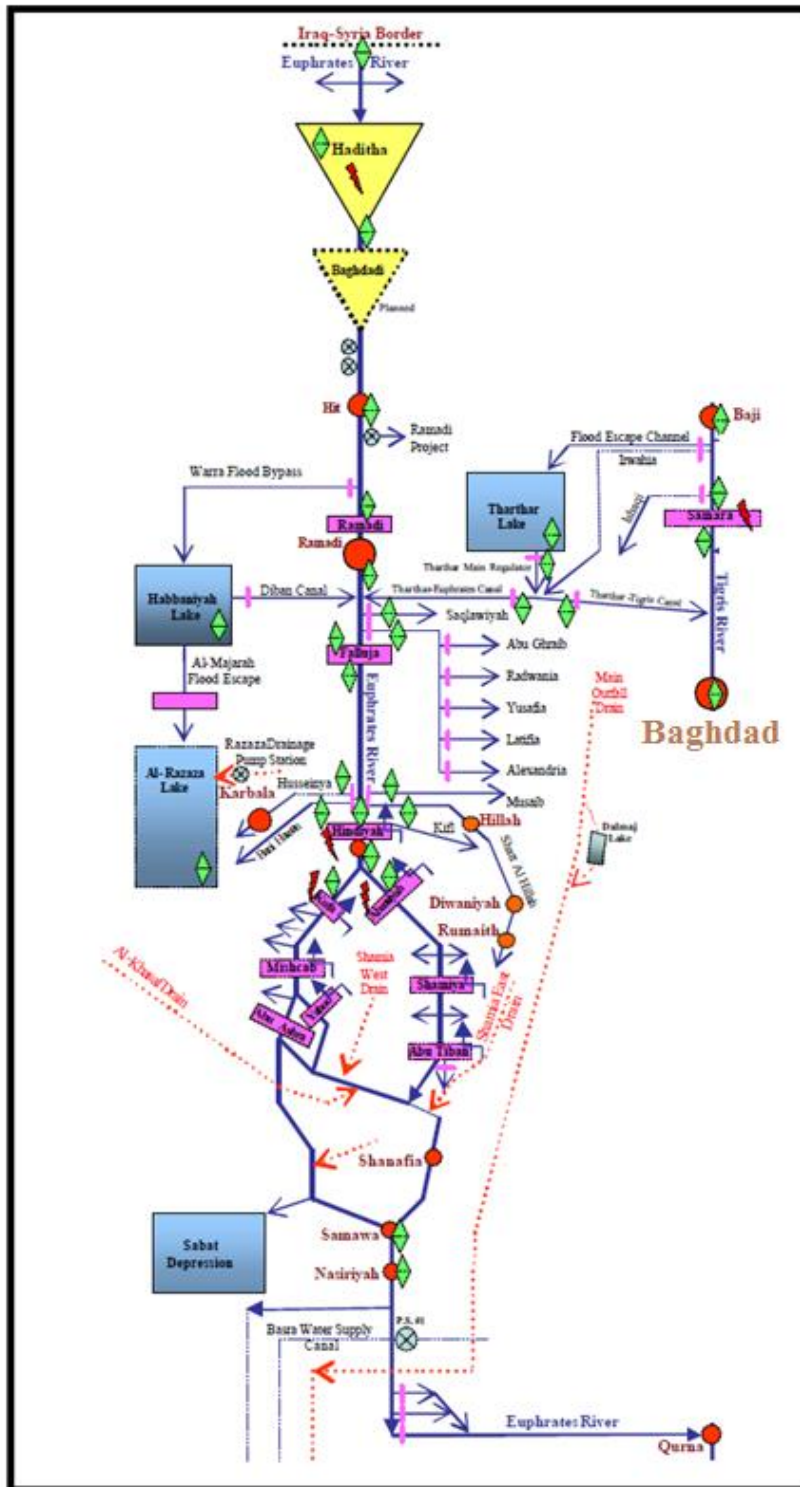 Iraq-Syria Border
Euphrates River
Haditha
Baghdadi
Planned
Hit
Ramadi
Project
Baji
Flood Escape Channel
Irwahia
Warra Flood Bypass
Tharthar
Lake
Ishaqi
Samara
Ramadi
Ramadi
Tharthar Main Regulator
Habbaniyah
Lake
Diban Canal
Tharthar-Euphrates Canal
Tharthar-Tigris Canal
Saqlawiyah
Tigris River
Falluja
Abu Ghraib
Al-Majarah
Flood Escape
Radwania
Main
Outfall
Drain
Euphrates River
Yusafia
Baghdad
Latifia
Razaza Drainage
Pump Station
Al-Razaza
Lake
Alexandria
Husseinya
Karbala
Musaib
Hillah
Hindiyah
Kifl
Dalmaj
Lake
Shatt Al Hillah
Kufa
Diwaniyah
Rumaith
Mishcab
Shamia
West
Drain
Shamiya
Al-Khasaf Drain
Shamia East
Drain
Abu Tiban
Shanafia
Samawa
Sabat
Depression
Nasiriyah
P.S. #1
Basra Water Supply
Canal
Euphrates River
Qurna